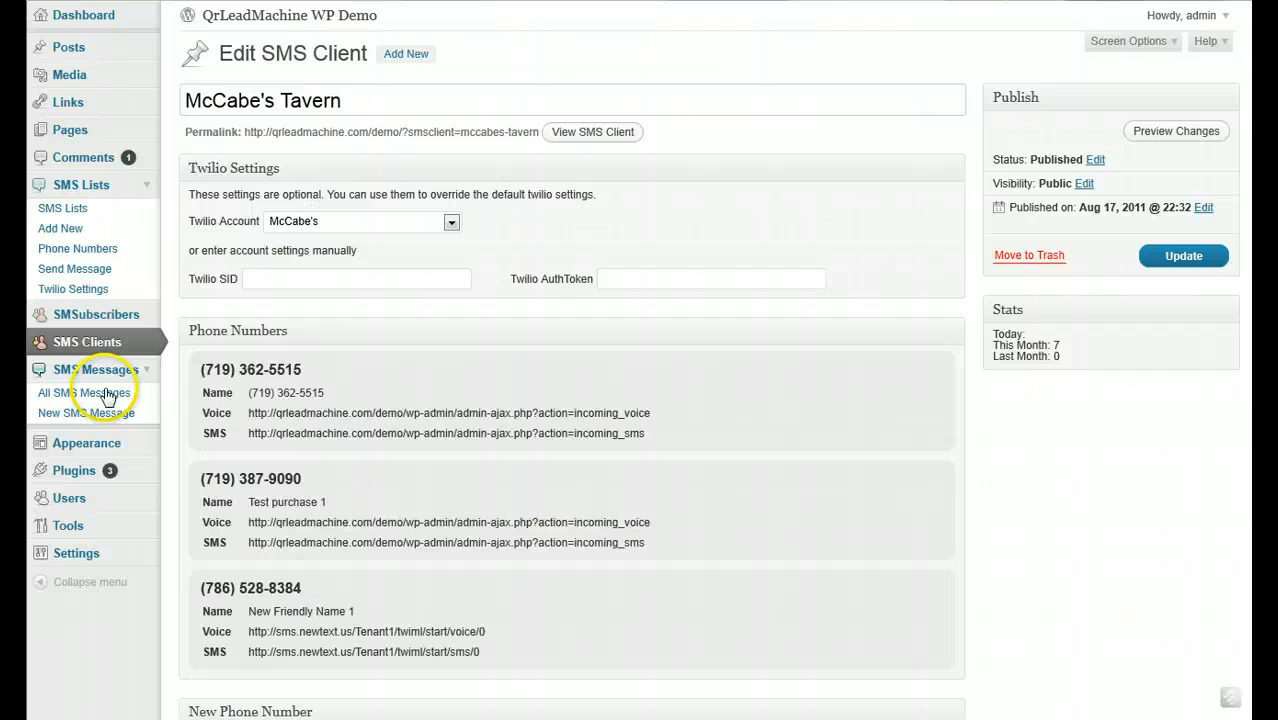 Dashboard
Posts
Media
Links
Pages
Comments 1
SMS Lists
SMS Lists
Add New
Phone Numbers
Send Message
Twilio Settings
SMSubscribers
SMS Clients
SMS Messages
All SMS Messages
New SMS Message
Appearance
Plugins 3
Users
Tools
Settings
Collapse menu
QrLeadMachine WP Demo
Howdy, admin
Screen Options
Help
Edit SMS Client Add New
McCabe's Tavern
Permalink: http://qrleadmachine.com/demo/?smsclient=mccabes-tavern View SMS Client
Twilio Settings
These settings are optional. You can use them to override the default twilio settings.
Twilio Account McCabe's
or enter account settings manually
Twilio SID
Twilio AuthToken
Phone Numbers
(719) 362-5515
Name (719) 362-5515
Voice http://qrleadmachine.com/demo/wp-admin/admin-ajax.php?action=incoming_voice
SMS http://qrleadmachine.com/demo/wp-admin/admin-ajax.php?action=incoming_sms
(719) 387-9090
Name Test purchase 1
Voice http://qrleadmachine.com/demo/wp-admin/admin-ajax.php?action=incoming_voice
SMS http://qrleadmachine.com/demo/wp-admin/admin-ajax.php?action=incoming_sms
(786) 528-8384
Name New Friendly Name 1
Voice http://sms.newtext.us/Tenant1/twiml/start/voice/0
SMS http://sms.newtext.us/Tenant1/twiml/start/sms/0
New Phone Number
Publish
Preview Changes
Status: Published Edit
Visibility: Public Edit
Published on: Aug 17, 2011 @ 22:32 Edit
Move to Trash
Update
Stats
Today:
This Month: 7
Last Month: 0